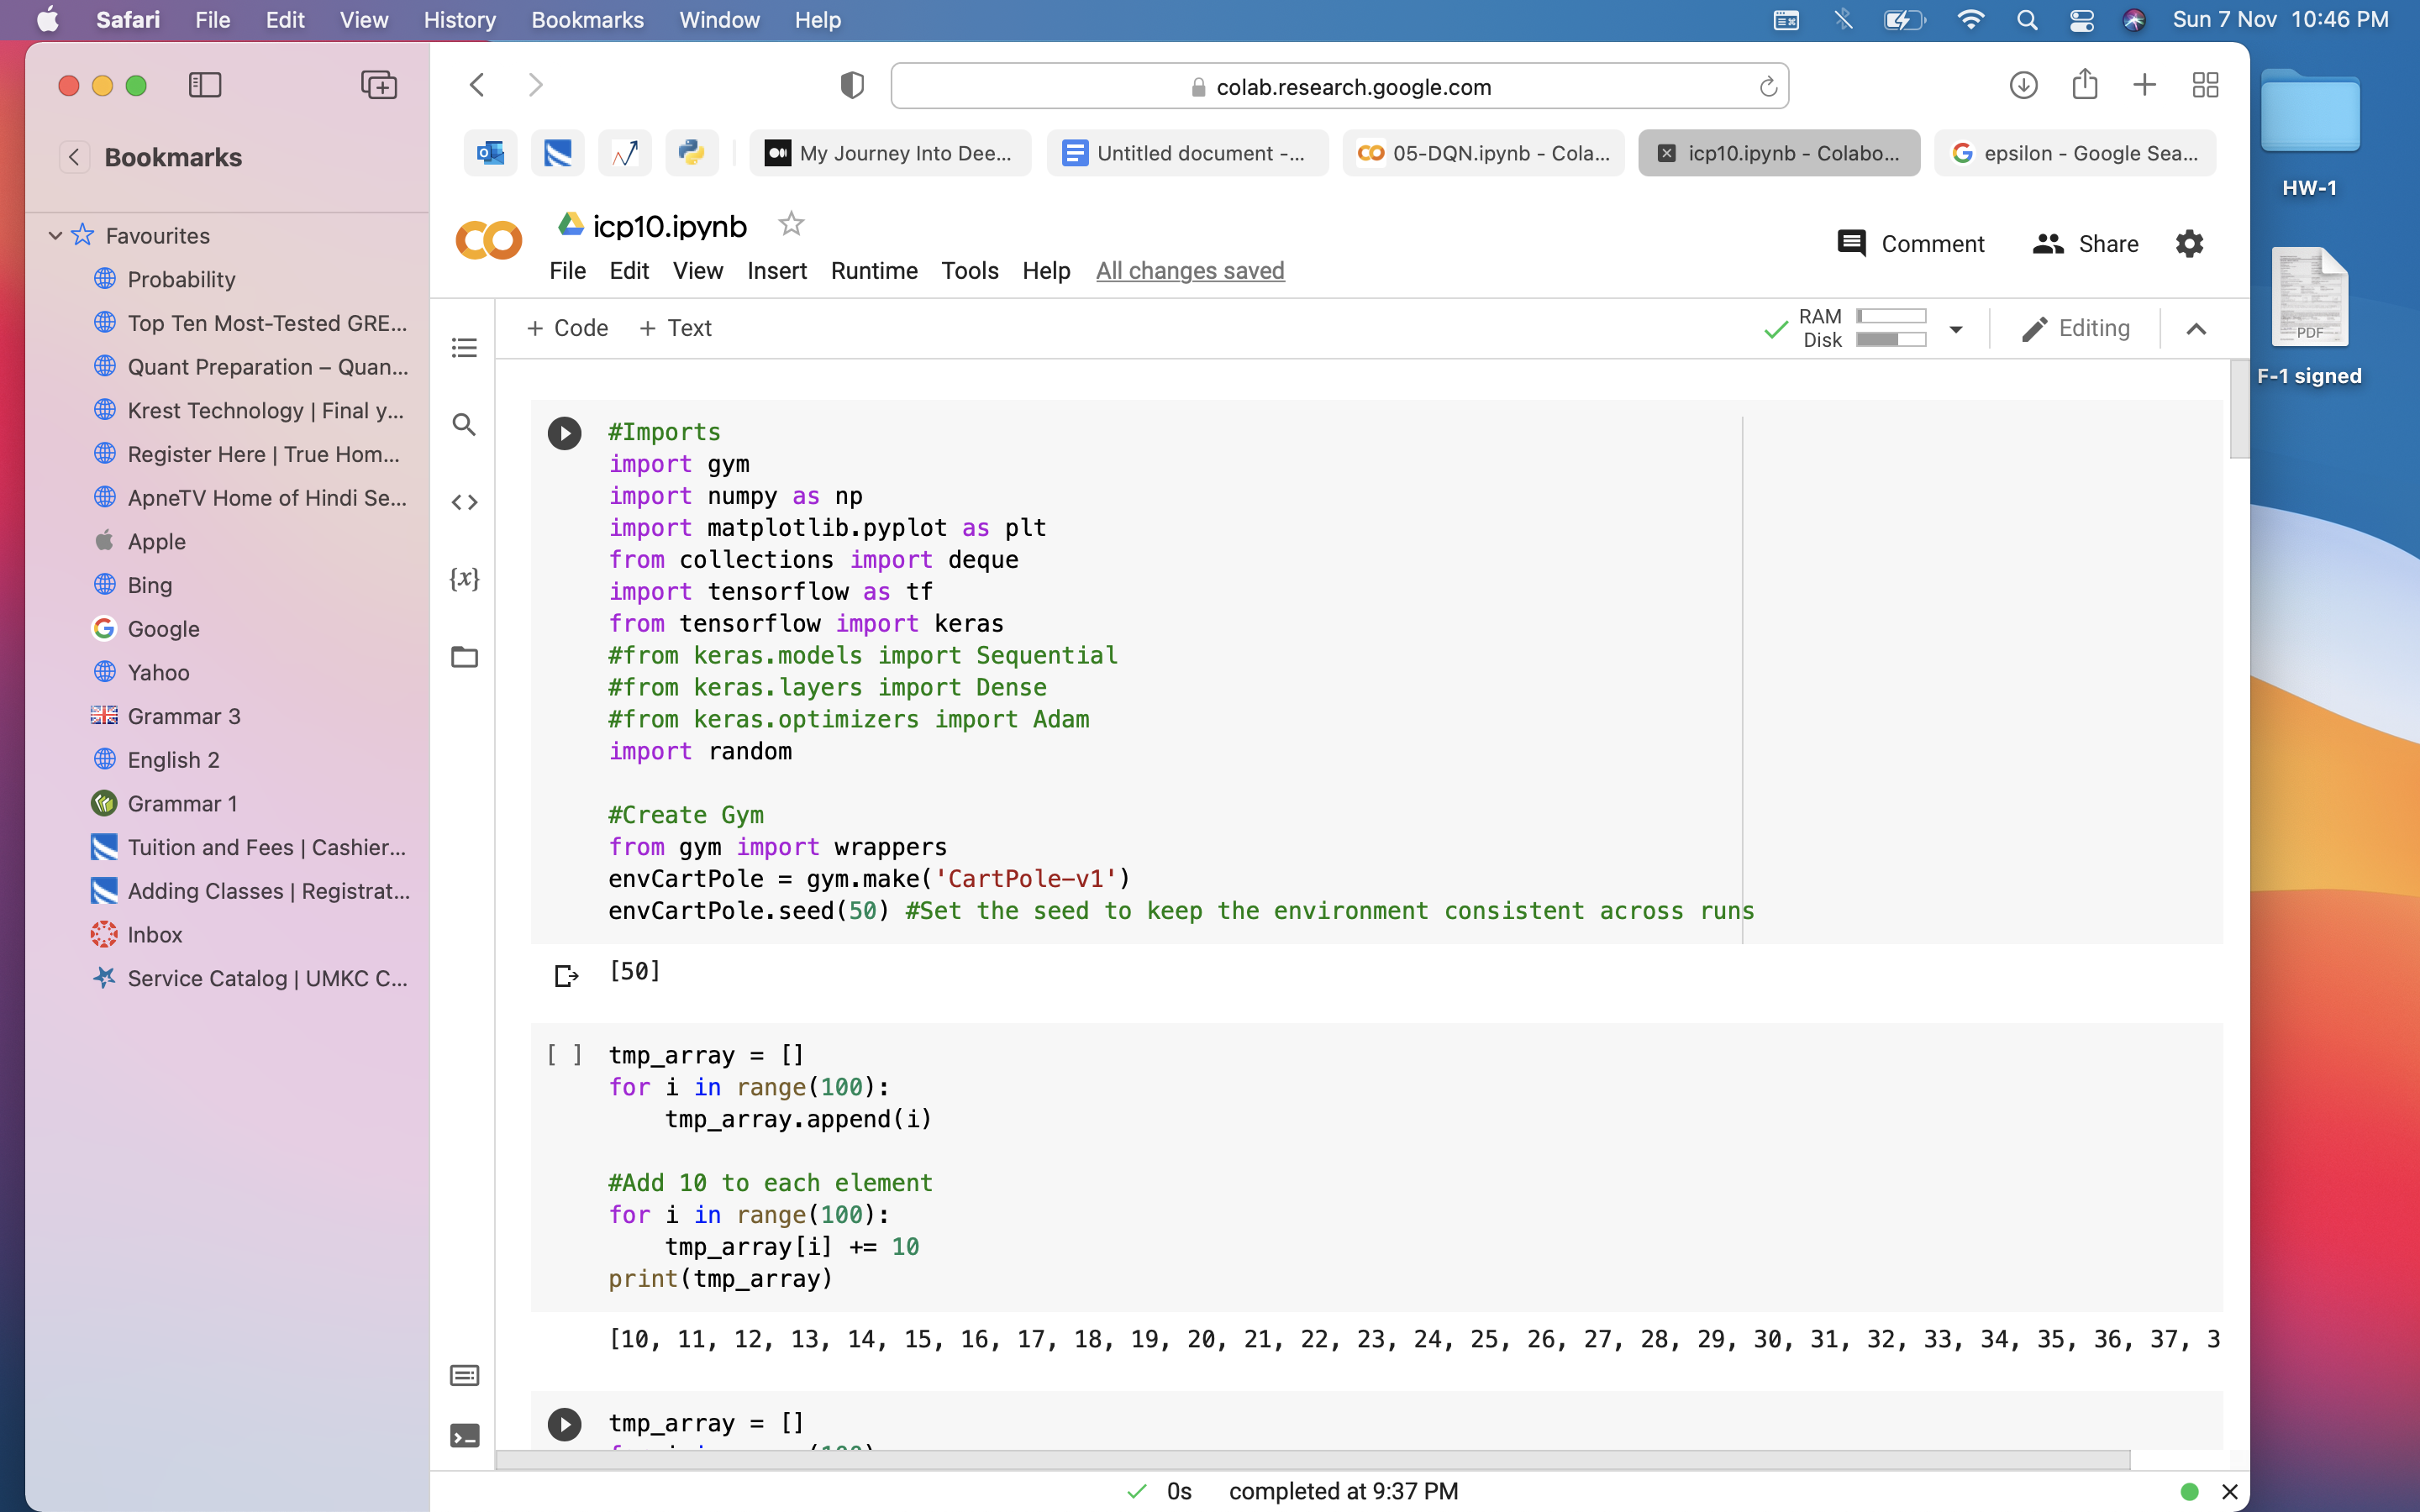 Safari File Edit View History Bookmarks Window Help Sun 7 Nov 10:46 PM
Bookmarks
Favourites
Probability
Top Ten Most-Tested GRE...
Quant Preparation – Quan...
Krest Technology | Final y...
Register Here | True Hom...
ApneTV Home of Hindi Se...
Apple
Bing
Google
Yahoo
Grammar 3
English 2
Grammar 1
Tuition and Fees | Cashier...
Adding Classes | Registrat...
Inbox
Service Catalog | UMKC C...
colab.research.google.com
My Journey Into Dee... Untitled document -... 05-DQN.ipynb - Cola... icp10.ipynb - Colabo... epsilon - Google Sea...
icp10.ipynb
Comment Share
File Edit View Insert Runtime Tools Help All changes saved
+ Code + Text
RAM
Disk
Editing
{x}
#Imports
import gym
import numpy as np
import matplotlib.pyplot as plt
from collections import deque
import tensorflow as tf
from tensorflow import keras
#from keras.models import Sequential
#from keras.layers import Dense
#from keras.optimizers import Adam
import random
#Create Gym
from gym import wrappers
envCartPole = gym.make('CartPole-v1')
envCartPole.seed(50) #Set the seed to keep the environment consistent across runs
[50]
[ ] tmp_array = []
for i in range(100):
    tmp_array.append(i)
#Add 10 to each element
for i in range(100):
    tmp_array[i] += 10
print(tmp_array)
[10, 11, 12, 13, 14, 15, 16, 17, 18, 19, 20, 21, 22, 23, 24, 25, 26, 27, 28, 29, 30, 31, 32, 33, 34, 35, 36, 37, 3
tmp_array = []
0s completed at 9:37 PM
HW-1
PDF
F-1 signed